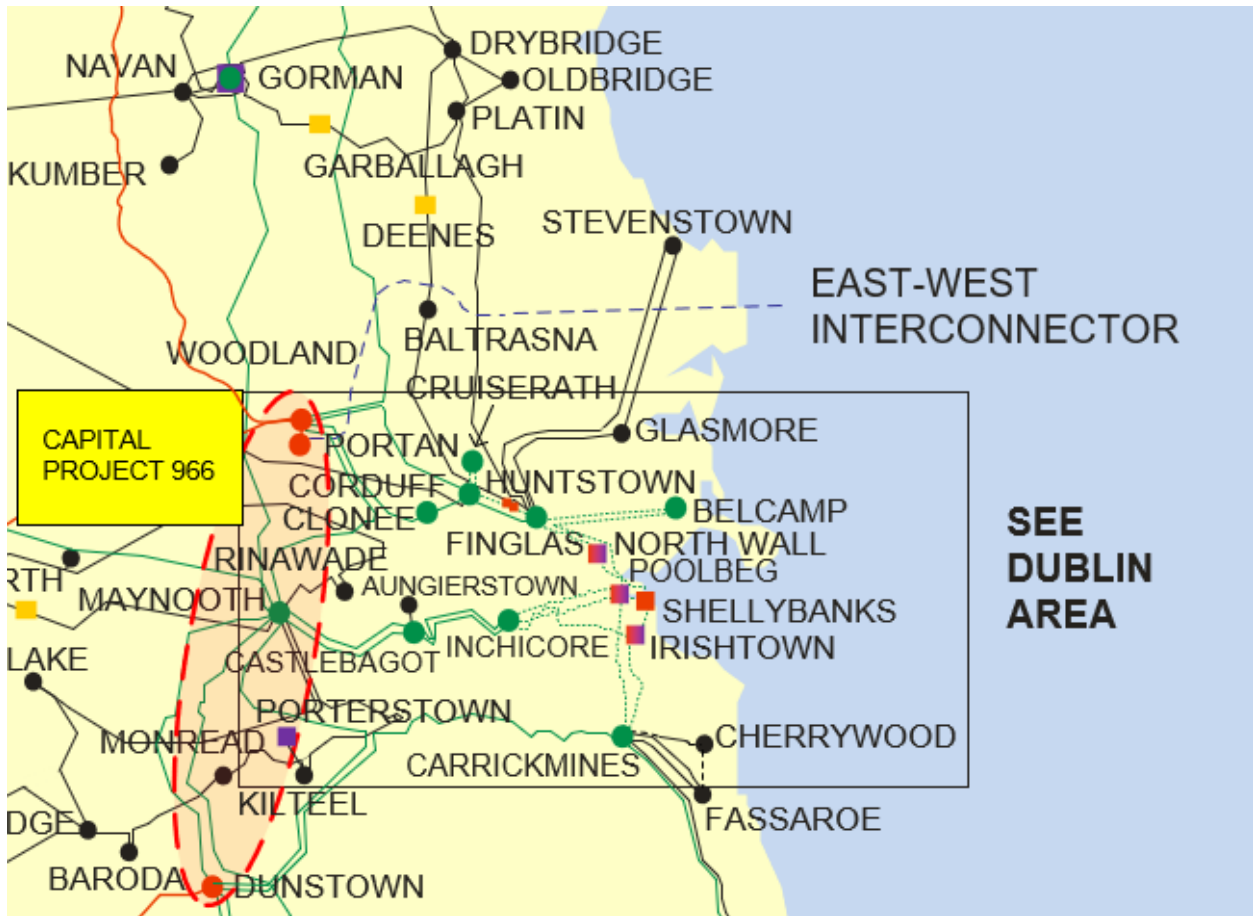 DRYBRIDGE
NAVAN
GORMAN
OLDBRIDGE
PLATIN
KUMBER
GARBALLAGH
DEENES
STEVENSTOWN
EAST-WEST
INTERCONNECTOR
BALTRASNA
WOODLAND
CRUISERATH
CAPITAL
PROJECT 966
PORTAN
GLASMORE
CORDUFF
HUNTSTOWN
CLONEE
BELCAMP
FINGLAS
NORTH WALL
SEE
DUBLIN
AREA
RINAWADE
POOLBEG
RTH
AUNGIERSTOWN
MAYNOOTH
SHELLYBANKS
INCHICORE
IRISHTOWN
LAKE
CASTLEBAGOT
PORTERSTOWN
MONREAD
CHERRYWOOD
CARRICKMINES
KILTEEL
DGE
FASSAROE
BARODA
DUNSTOWN